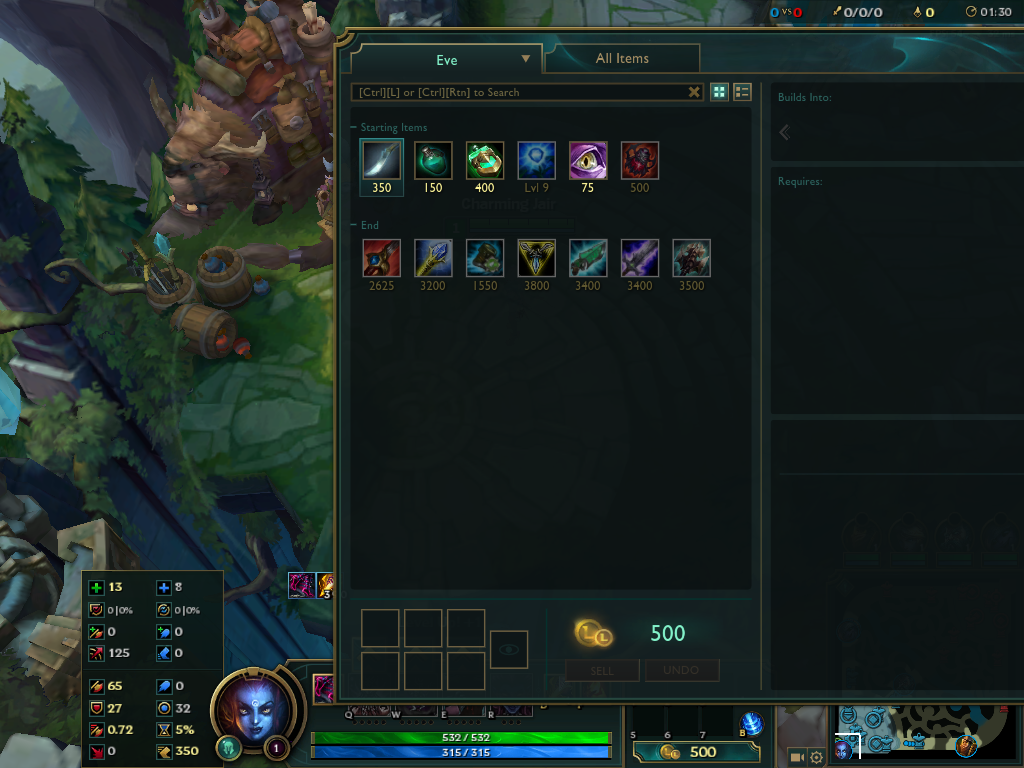 0 vs 0 0/0/0 0 01:30
Eve All Items
[Ctrl][L] or [Ctrl][Rtn] to Search
Builds Into:
Starting Items
350 150 400 Lvl 9 75 500
Requires:
Charming Jair
End
2625 3200 1550 3800 3400 3400 3500
3
13 8
0|0% 0|0%
0 0
125 0
500
SELL UNDO
65 0
27 32
0.72 5%
0 350
1
Q W E R
532 / 532
315 / 315
5 6 7 B
500